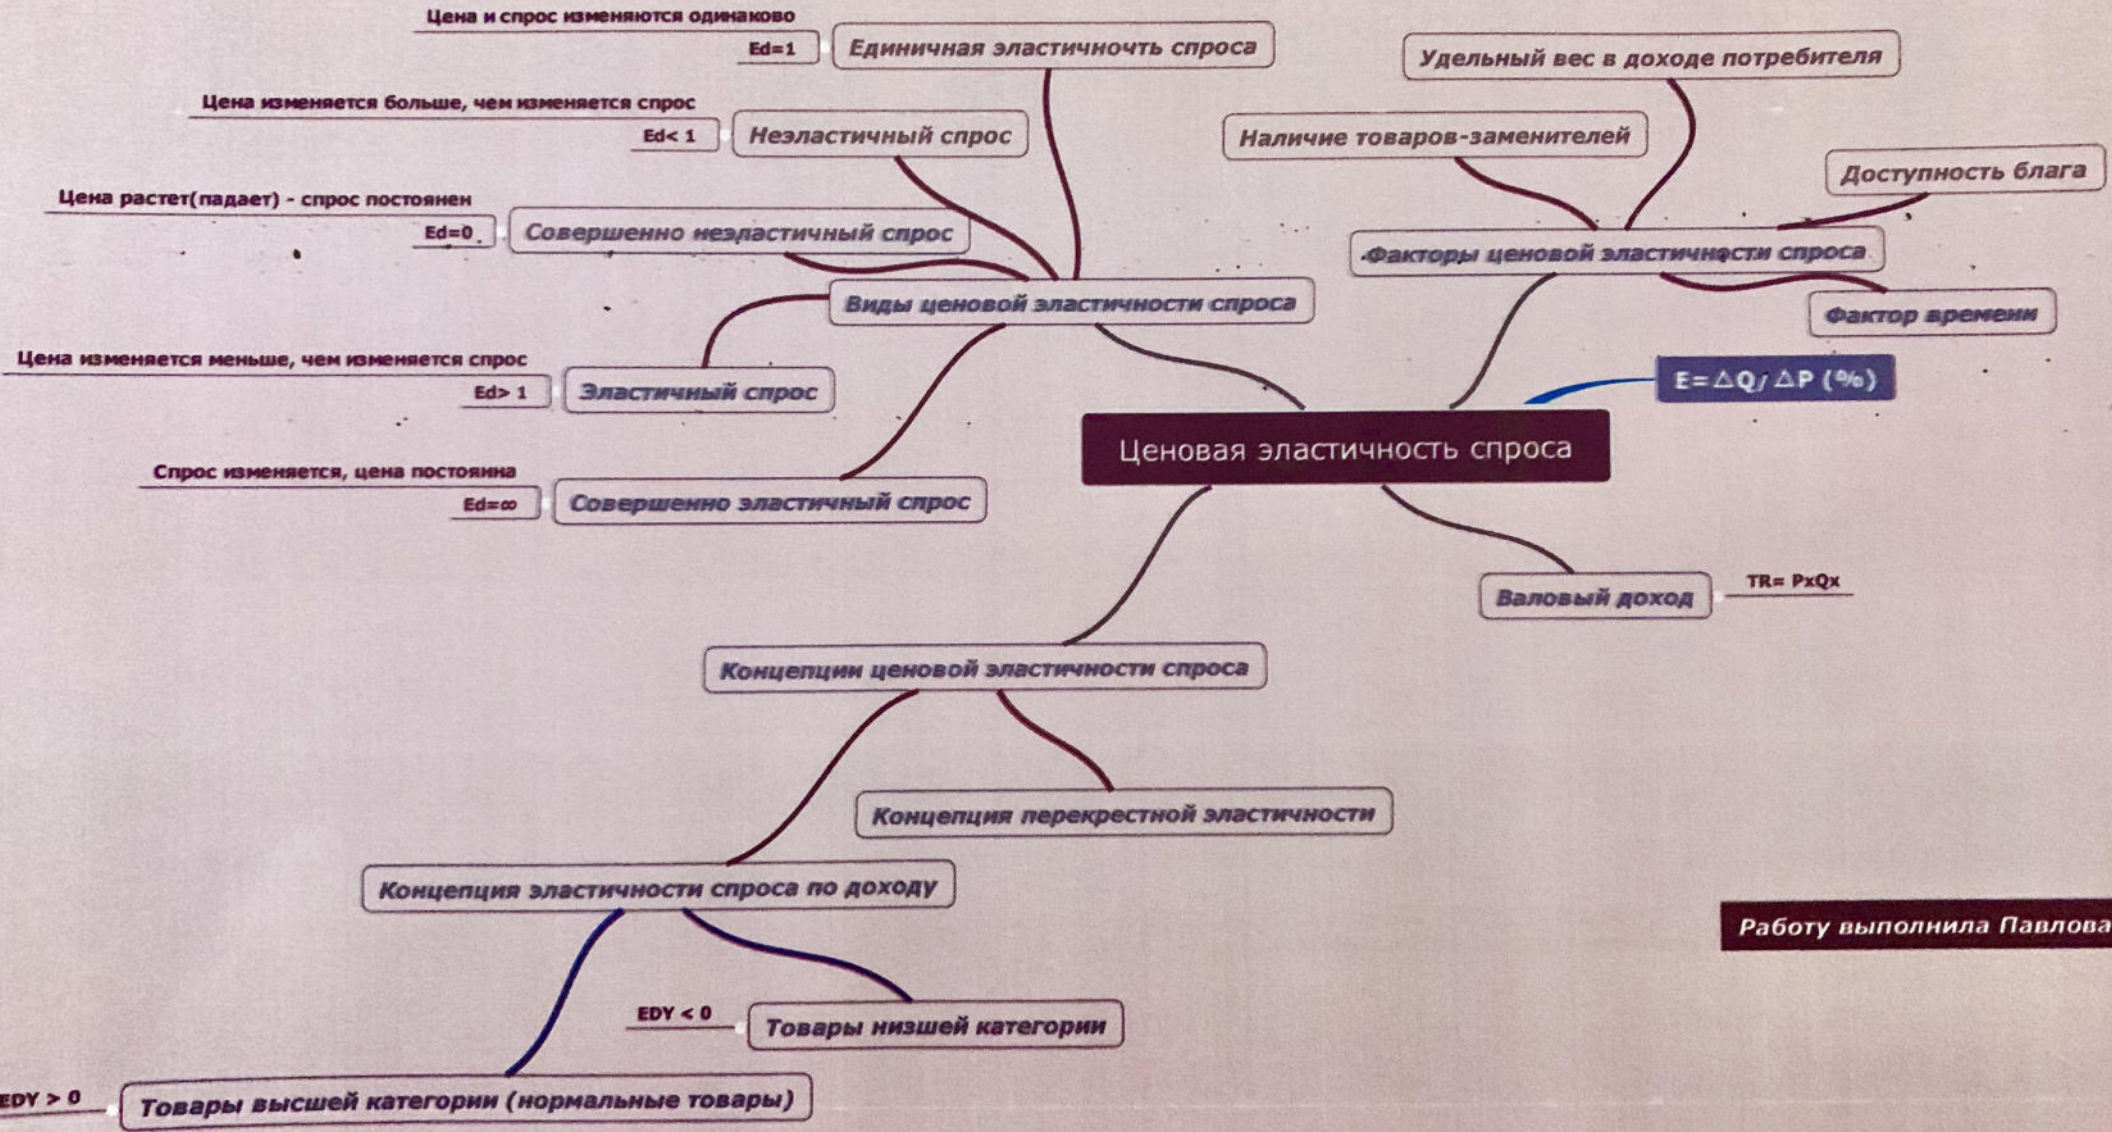 Цена и спрос изменяются одинаково
Ed=1
Единичная эластичночть спроса
Цена изменяется больше, чем изменяется спрос
Ed< 1
Неэластичный спрос
Цена растет(падает) - спрос постоянен
Ed=0
Совершенно неэластичный спрос
Виды ценовой эластичности спроса
Цена изменяется меньше, чем изменяется спрос
Ed> 1
Эластичный спрос
Спрос изменяется, цена постоянна
Ed=∞
Совершенно эластичный спрос
Удельный вес в доходе потребителя
Наличие товаров-заменителей
Доступность блага
Факторы ценовой эластичности спроса
Фактор времени
E=△Q/△P (%)
Ценовая эластичность спроса
Валовый доход
TR= PxQx
Концепции ценовой эластичности спроса
Концепция перекрестной эластичности
Концепция эластичности спроса по доходу
EDY < 0
Товары низшей категории
EDY > 0
Товары высшей категории (нормальные товары)
Работу выполнила Павлова